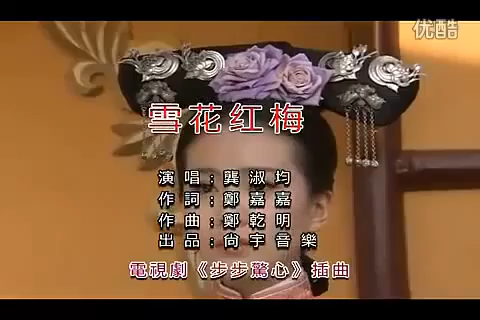 优酷
雪花红梅
演唱:龔淑均
作詞:鄭嘉嘉
作曲:鄭乾明
出品:尙宇音樂
電視劇《步步驚心》插曲